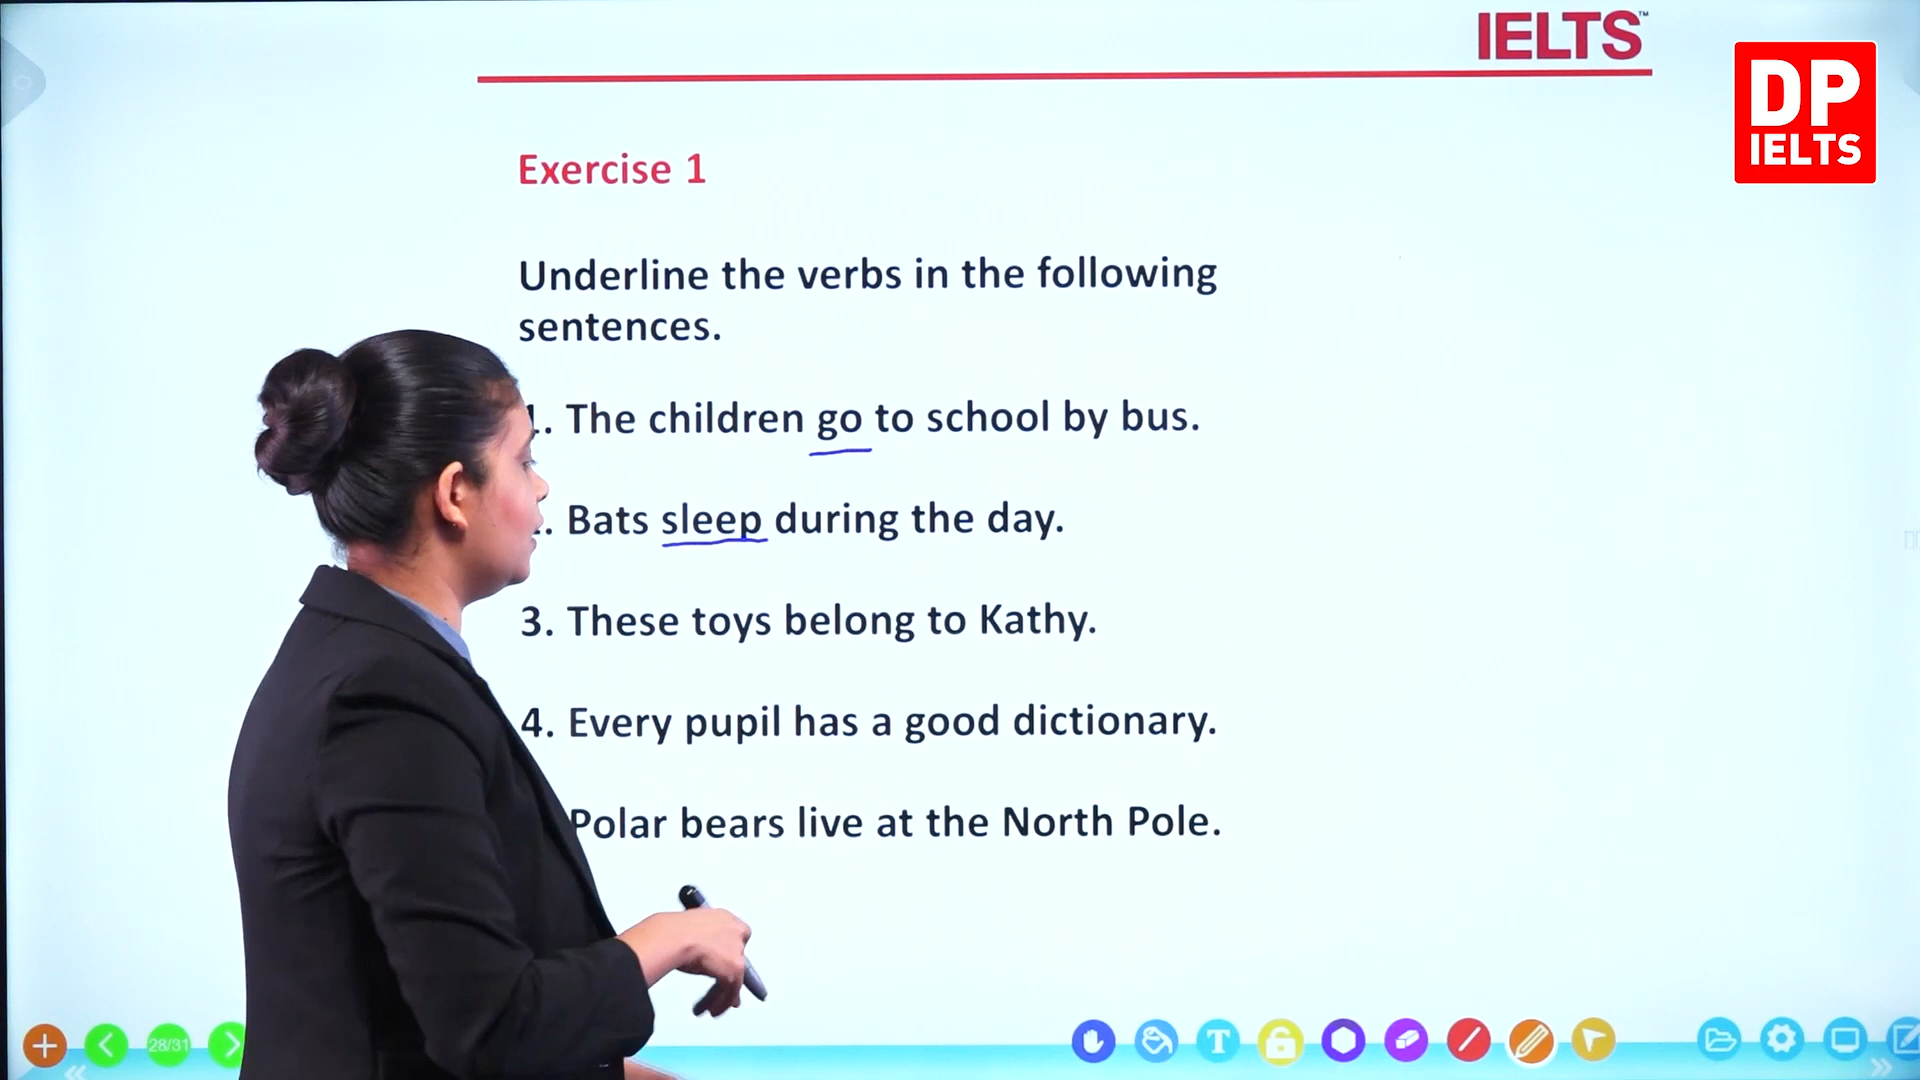 IELTS™
DP
IELTS
Exercise 1
Underline the verbs in the following
sentences.
1. The children go to school by bus.
. Bats sleep during the day.
3. These toys belong to Kathy.
4. Every pupil has a good dictionary.
Polar bears live at the North Pole.
28/31
T